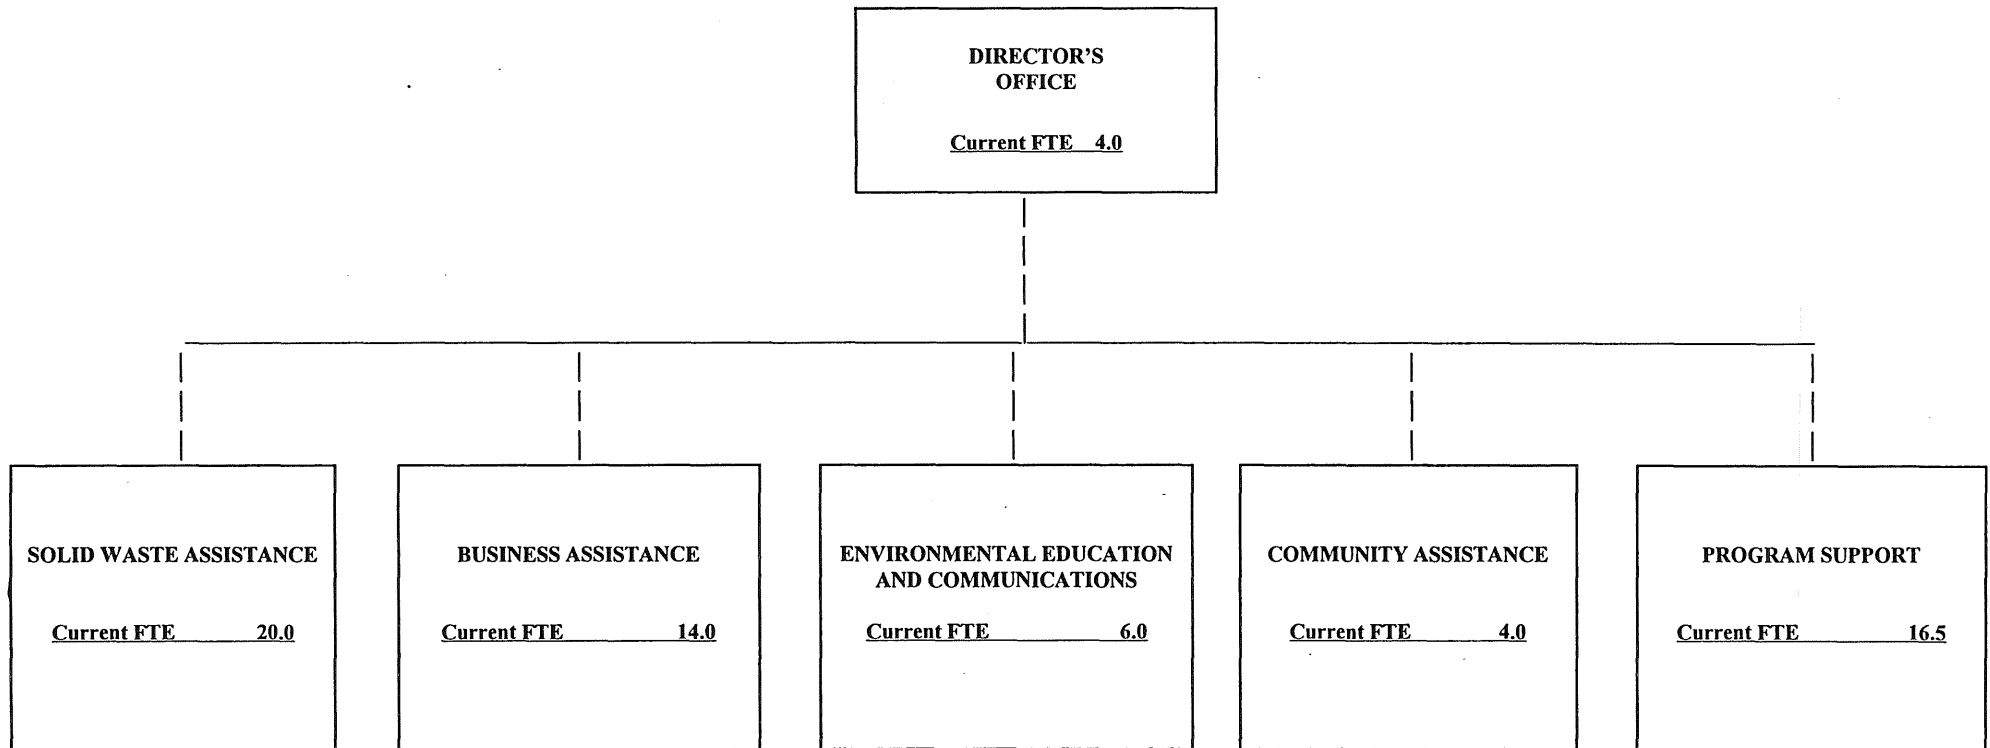 DIRECTOR'S
OFFICE
Current FTE 4.0
SOLID WASTE ASSISTANCE
Current FTE 20.0
BUSINESS ASSISTANCE
Current FTE 14.0
ENVIRONMENTAL EDUCATION
AND COMMUNICATIONS
Current FTE 6.0
COMMUNITY ASSISTANCE
Current FTE 4.0
PROGRAM SUPPORT
Current FTE 16.5